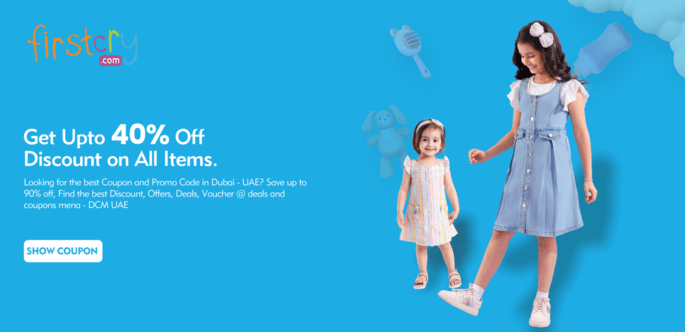 firstcry
.com
Get Upto 40% Off
Discount on All Items.
Looking for the best Coupon and Promo Code in Dubai - UAE? Save up to
90% off, Find the best Discount, Offers, Deals, Voucher @ deals and
coupons mena - DCM UAE
SHOW COUPON